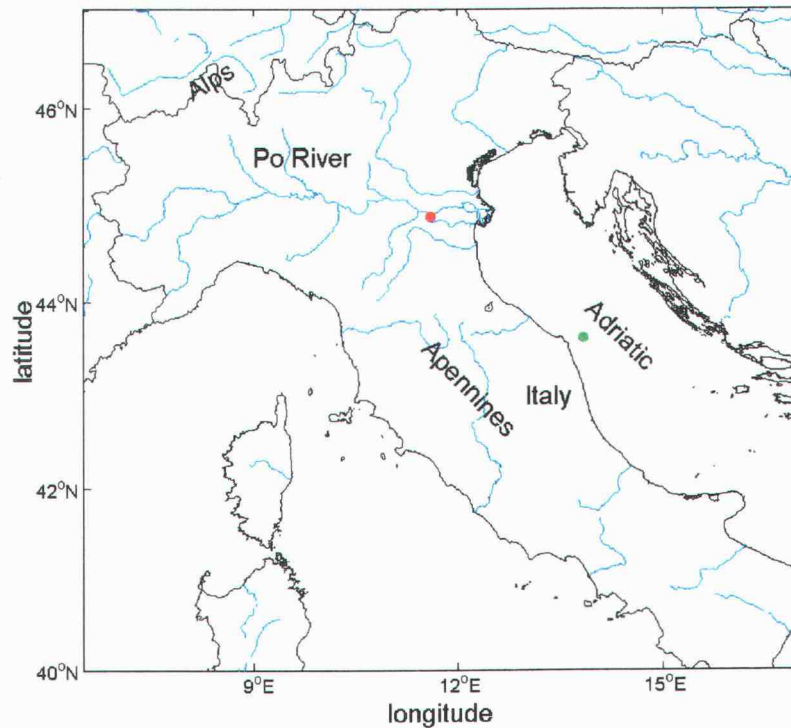 Alps
46°N
Po River
44°N
Adriatic
latitude
Apennines
Italy
42°N
40°N
9°E
12°E
15°E
longitude